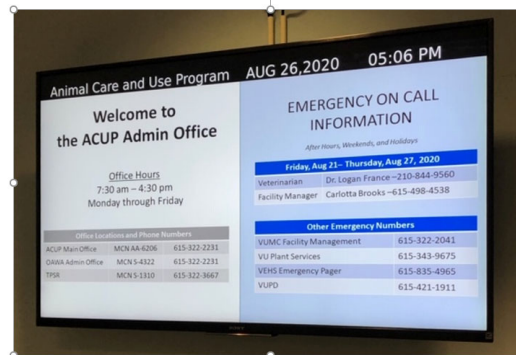 Animal Care and Use Program AUG 26,2020 05:06 PM
Welcome to
the ACUP Admin Office
Office Hours
7:30 am – 4:30 pm
Monday through Friday
Office Locations and Phone Numbers
ACUP Main Office MCN AA-6206 615-322-2231
OAWA Admin Office MCN S-4322 615-322-2231
TPSR MCN S-1310 615-322-3667
EMERGENCY ON CALL
INFORMATION
After Hours, Weekends, and Holidays
Friday, Aug 21– Thursday, Aug 27, 2020
Veterinarian Dr. Logan France –210-844-9560
Facility Manager Carlotta Brooks –615-498-4538
Other Emergency Numbers
VUMC Facility Management 615-322-2041
VU Plant Services 615-343-9675
VEHS Emergency Pager 615-835-4965
VUPD 615-421-1911
SONY